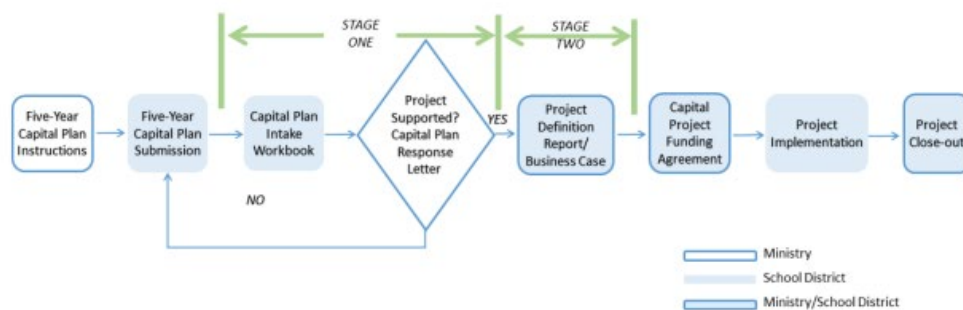 STAGE
ONE
STAGE
TWO
Five-Year
Capital Plan
Instructions
Five-Year
Capital Plan
Submission
Capital Plan
Intake
Workbook
Project
Supported?
Capital Plan
Response
Letter
YES
Project
Definition
Report/
Business Case
Capital
Project
Funding
Agreement
Project
Implementation
Project
Close-out
NO
Ministry
School District
Ministry/School District